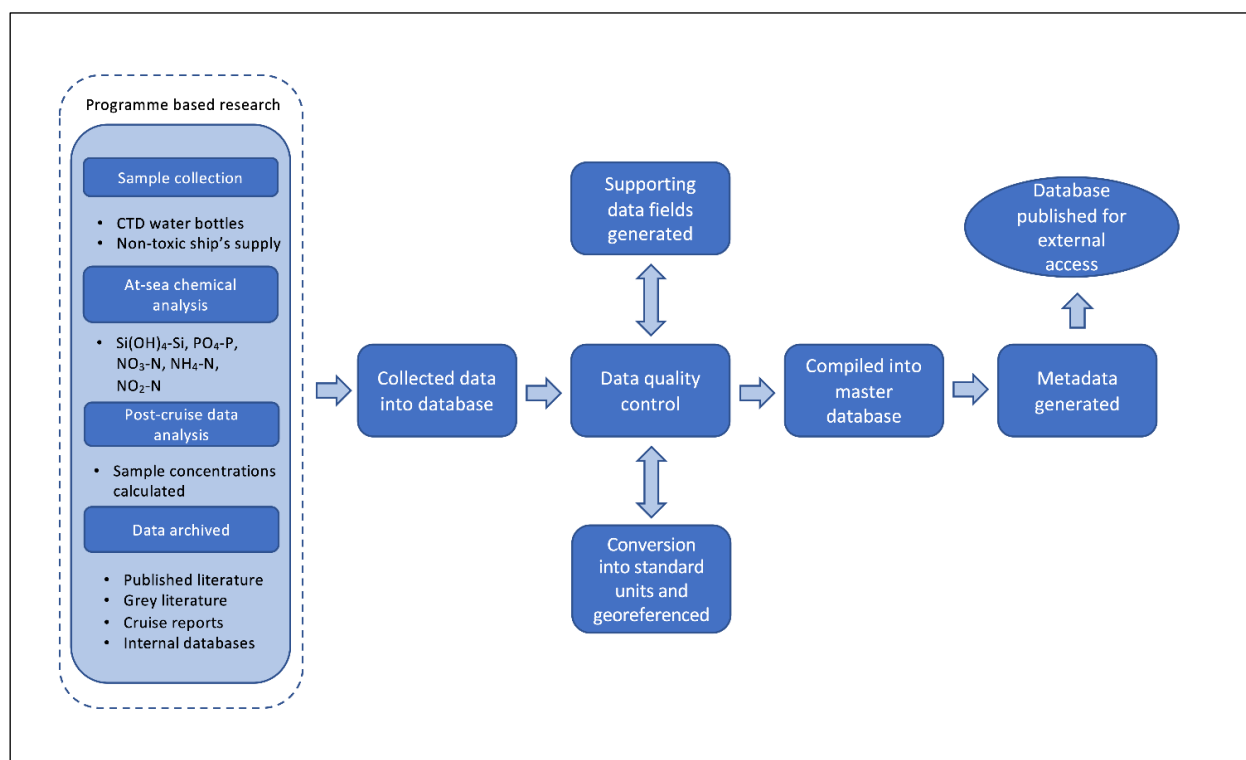 Programme based research
Sample collection
• CTD water bottles
• Non-toxic ship's supply
At-sea chemical
analysis
• Si(OH)₄-Si, PO₄-P,
NO₃-N, NH₄-N,
NO₂-N
Post-cruise data
analysis
• Sample concentrations
calculated
Data archived
• Published literature
• Grey literature
• Cruise reports
• Internal databases
Collected data
into database
Supporting
data fields
generated
Data quality
control
Conversion
into standard
units and
georeferenced
Compiled into
master
database
Metadata
generated
Database
published for
external
access